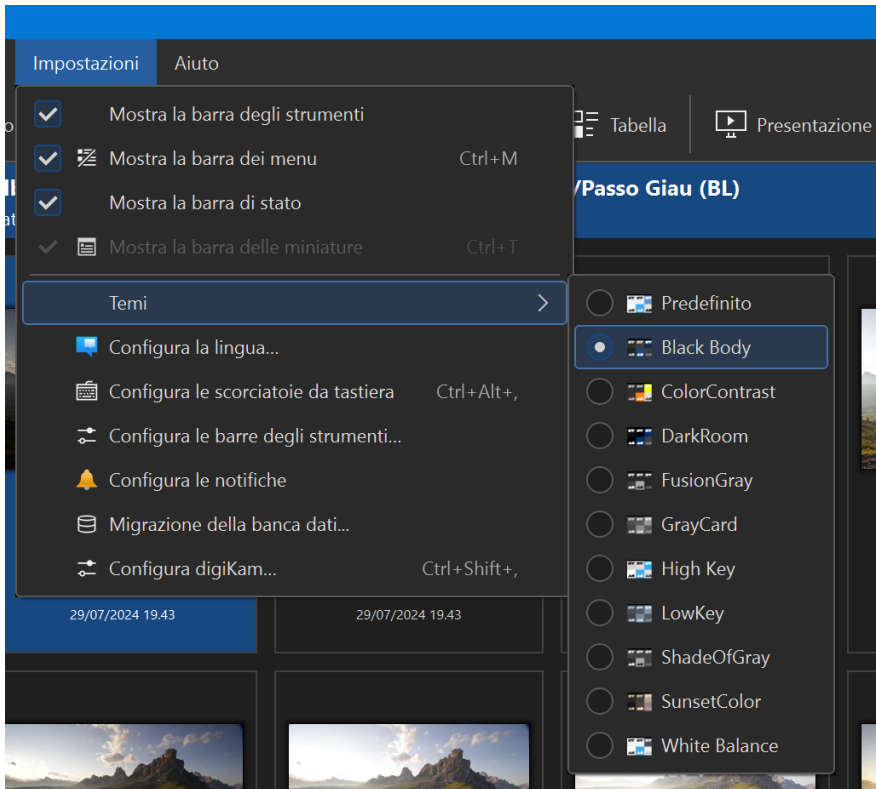 Impostazioni
Aiuto
Mostra la barra degli strumenti
Mostra la barra dei menu
Ctrl+M
Mostra la barra di stato
Mostra la barra delle miniature
Ctrl+T
Temi
Configura la lingua...
Configura le scorciatoie da tastiera
Ctrl+Alt+,
Configura le barre degli strumenti...
Configura le notifiche
Migrazione della banca dati...
Configura digiKam...
Ctrl+Shift+,
Tabella
Presentazione
/Passo Giau (BL)
Predefinito
Black Body
ColorContrast
DarkRoom
FusionGray
GrayCard
High Key
LowKey
ShadeOfGray
SunsetColor
White Balance
29/07/2024 19.43
29/07/2024 19.43